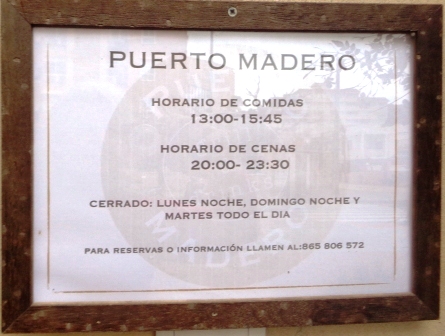 PUERTO MADERO
HORARIO DE COMIDAS
13:00-15:45
HORARIO DE CENAS
20:00- 23:30
CERRADO: LUNES NOCHE, DOMINGO NOCHE Y
MARTES TODO EL DIA
PARA RESERVAS O INFORMACIÓN LLAMEN AL:865 806 572